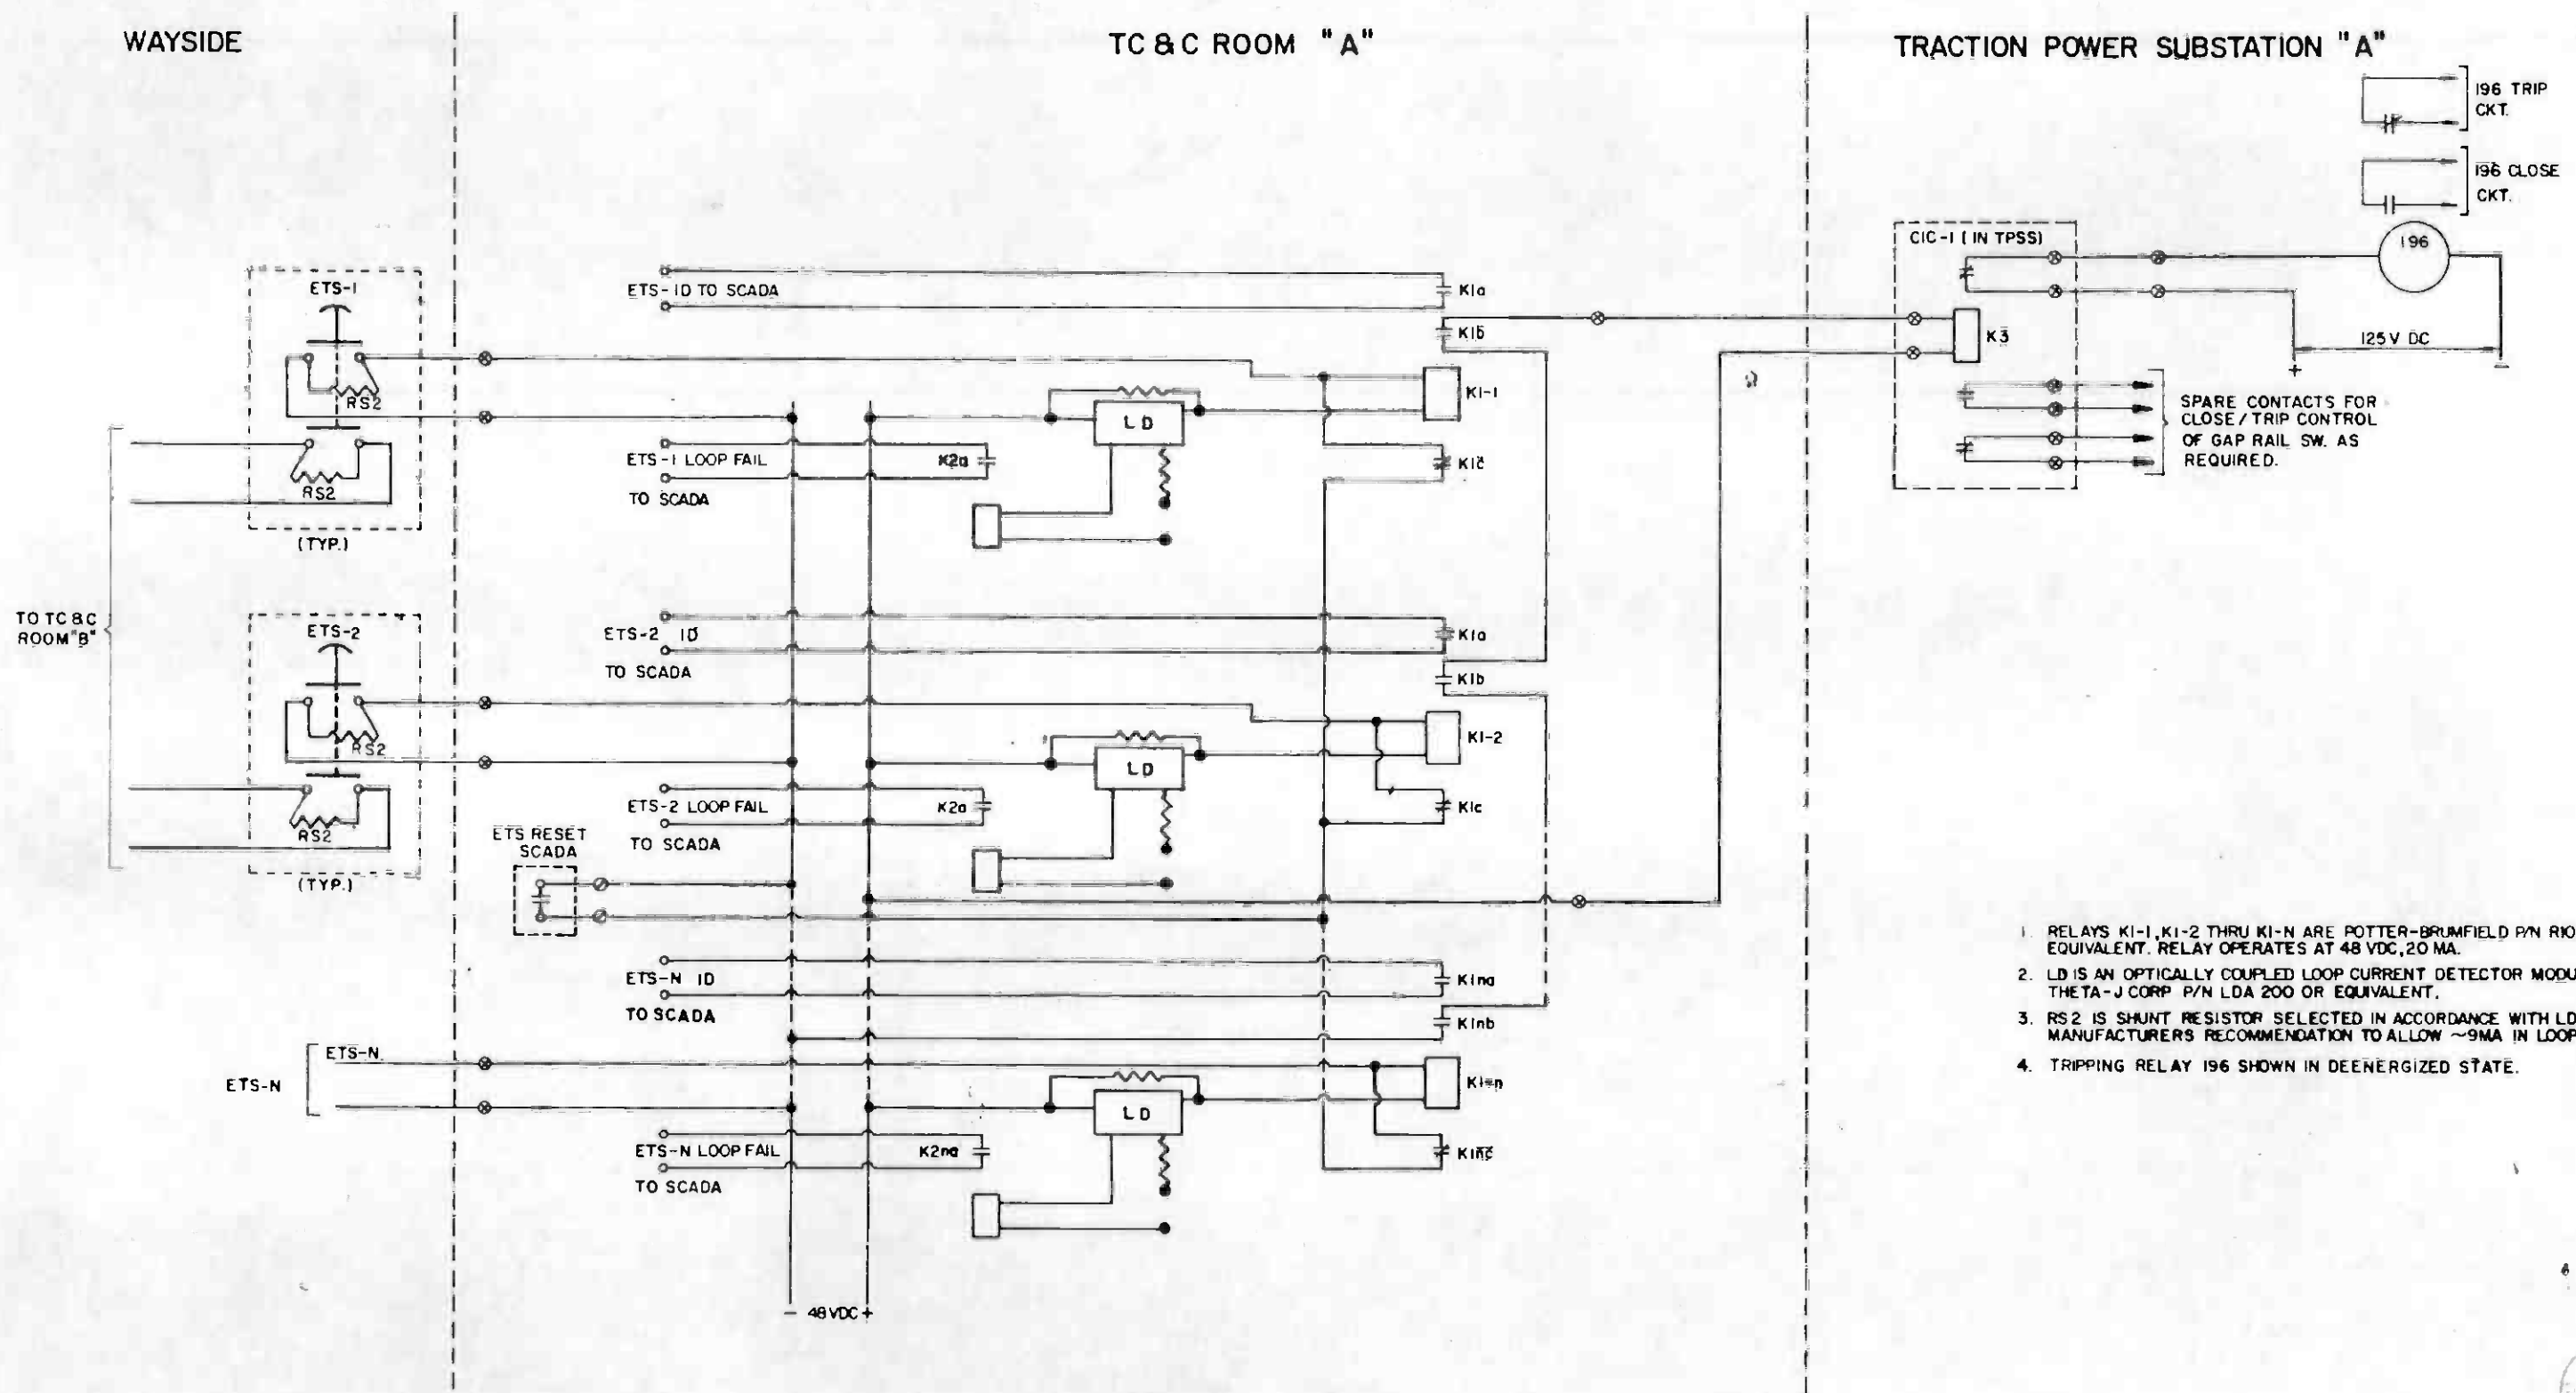 WAYSIDE
TC & C ROOM "A"
TRACTION POWER SUBSTATION "A"
196 TRIP
CKT.
196 CLOSE
CKT.
196
125V DC
+
-
CIC-1 (IN TPSS)
K3
SPARE CONTACTS FOR
CLOSE/TRIP CONTROL
OF GAP RAIL SW. AS
REQUIRED.
ETS-1
RS2
RS2
(TYP.)
ETS-1D TO SCADA
K1a
K1b
K1-1
LD
ETS-1 LOOP FAIL
TO SCADA
K2a
K1c
TO TC & C
ROOM "B"
ETS-2
RS2
RS2
(TYP.)
ETS-2 ID
TO SCADA
K1a
K1b
K1-2
LD
ETS-2 LOOP FAIL
TO SCADA
K2a
K1c
ETS RESET
SCADA
ETS-N ID
TO SCADA
K1na
K1nb
ETS-N
ETS-N
K1-n
LD
ETS-N LOOP FAIL
TO SCADA
K2na
K1nc
- 48 VDC +
1. RELAYS K1-1, K1-2 THRU K1-N ARE POTTER-BRUMFIELD P/N R10
EQUIVALENT. RELAY OPERATES AT 48 VDC, 20 MA.
2. LD IS AN OPTICALLY COUPLED LOOP CURRENT DETECTOR MODU
THETA-J CORP P/N LDA 200 OR EQUIVALENT.
3. RS2 IS SHUNT RESISTOR SELECTED IN ACCORDANCE WITH LD
MANUFACTURERS RECOMMENDATION TO ALLOW ~9MA IN LOOP
4. TRIPPING RELAY 196 SHOWN IN DEENERGIZED STATE.